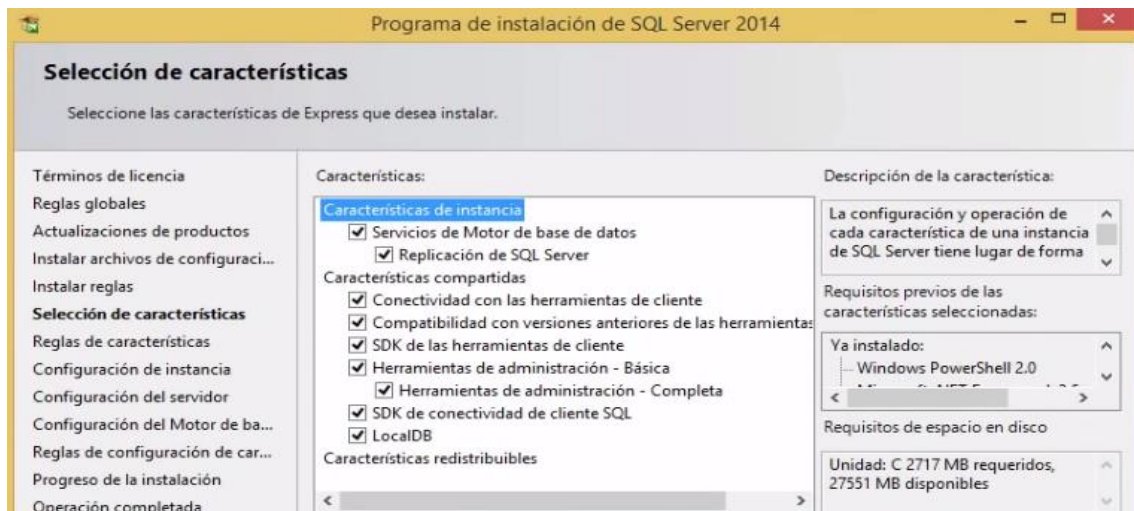 Programa de instalación de SQL Server 2014
Selección de características
Seleccione las características de Express que desea instalar.
Términos de licencia
Reglas globales
Actualizaciones de productos
Instalar archivos de configuraci...
Instalar reglas
Selección de características
Reglas de características
Configuración de instancia
Configuración del servidor
Configuración del Motor de ba...
Reglas de configuración de car...
Progreso de la instalación
Operación completada
Características:
Características de instancia
Servicios de Motor de base de datos
Replicación de SQL Server
Características compartidas
Conectividad con las herramientas de cliente
Compatibilidad con versiones anteriores de las herramientas
SDK de las herramientas de cliente
Herramientas de administración - Básica
Herramientas de administración - Completa
SDK de conectividad de cliente SQL
LocalDB
Características redistribuibles
Descripción de la característica:
La configuración y operación de
cada característica de una instancia
de SQL Server tiene lugar de forma
Requisitos previos de las
características seleccionadas:
Ya instalado:
Windows PowerShell 2.0
Requisitos de espacio en disco
Unidad: C 2717 MB requeridos,
27551 MB disponibles